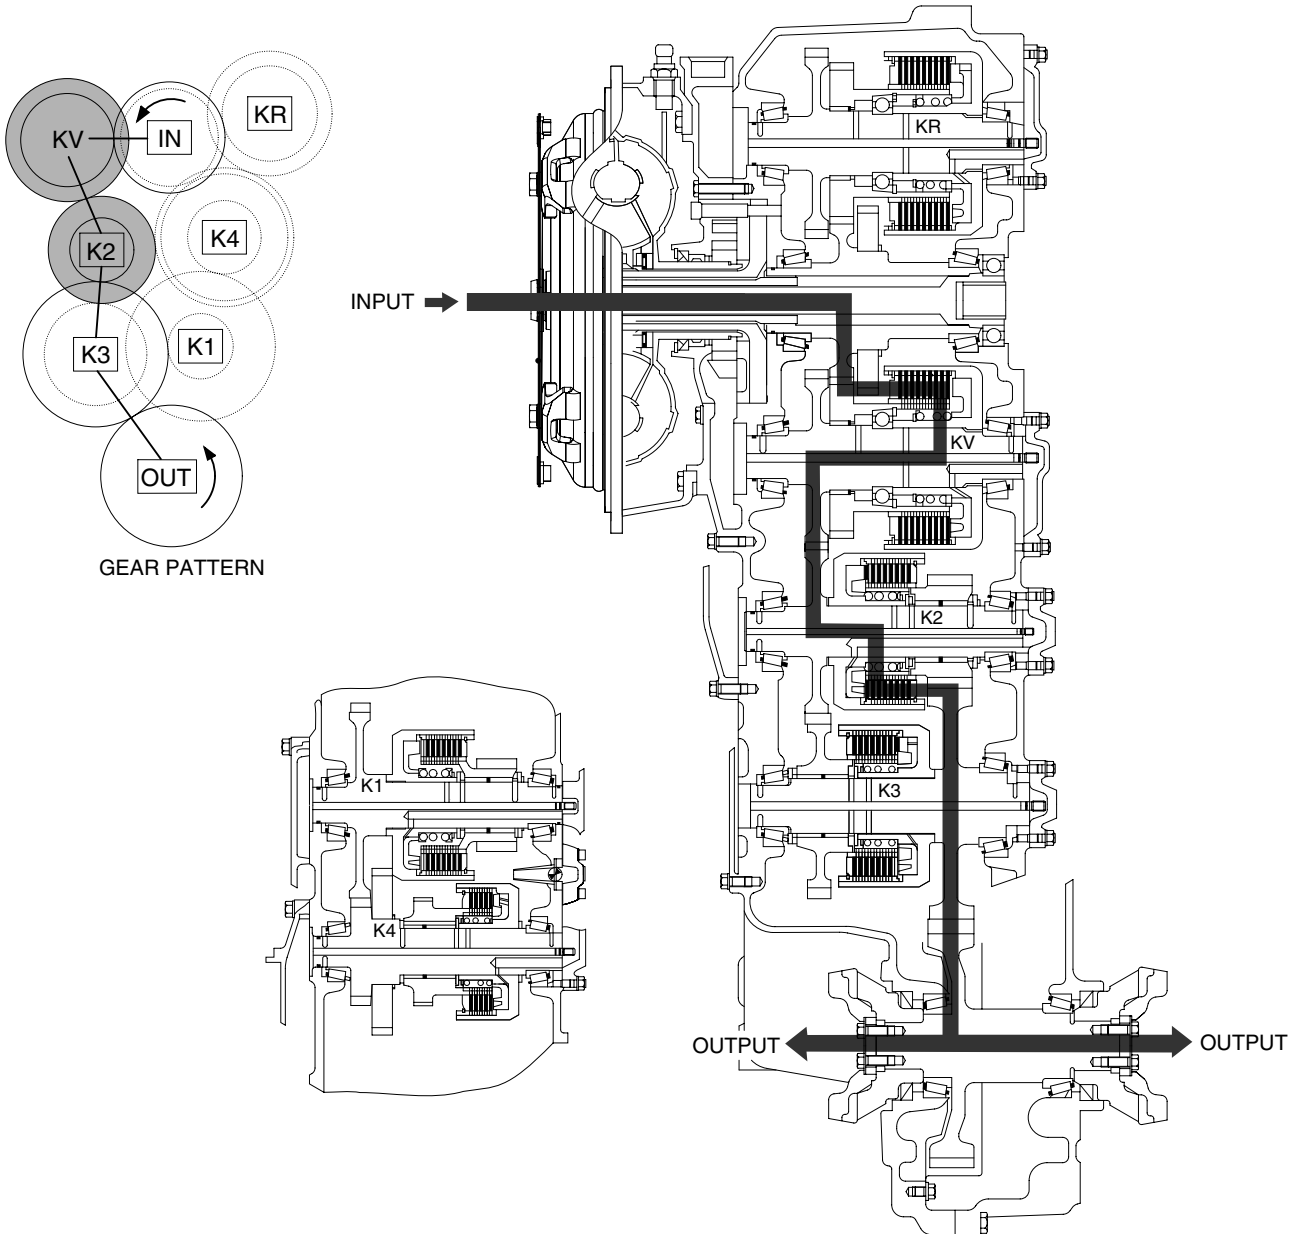 KV
IN
KR
K2
K4
K3
K1
OUT
GEAR PATTERN
INPUT
KR
KV
K2
K3
K1
K4
OUTPUT
OUTPUT